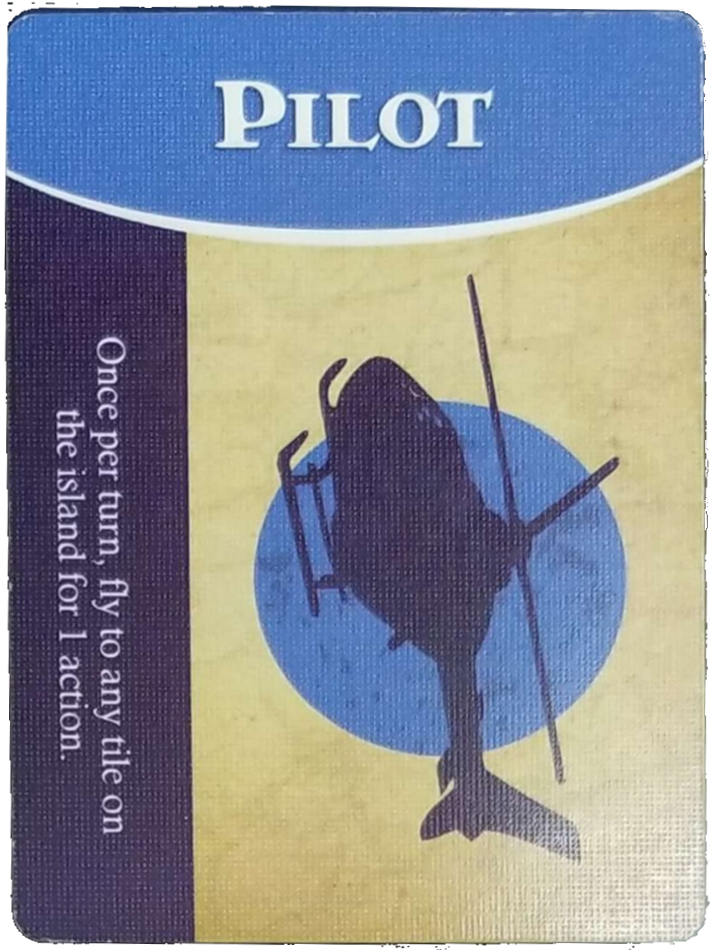 PILOT
Once per turn, fly to any tile on
the island for 1 action.